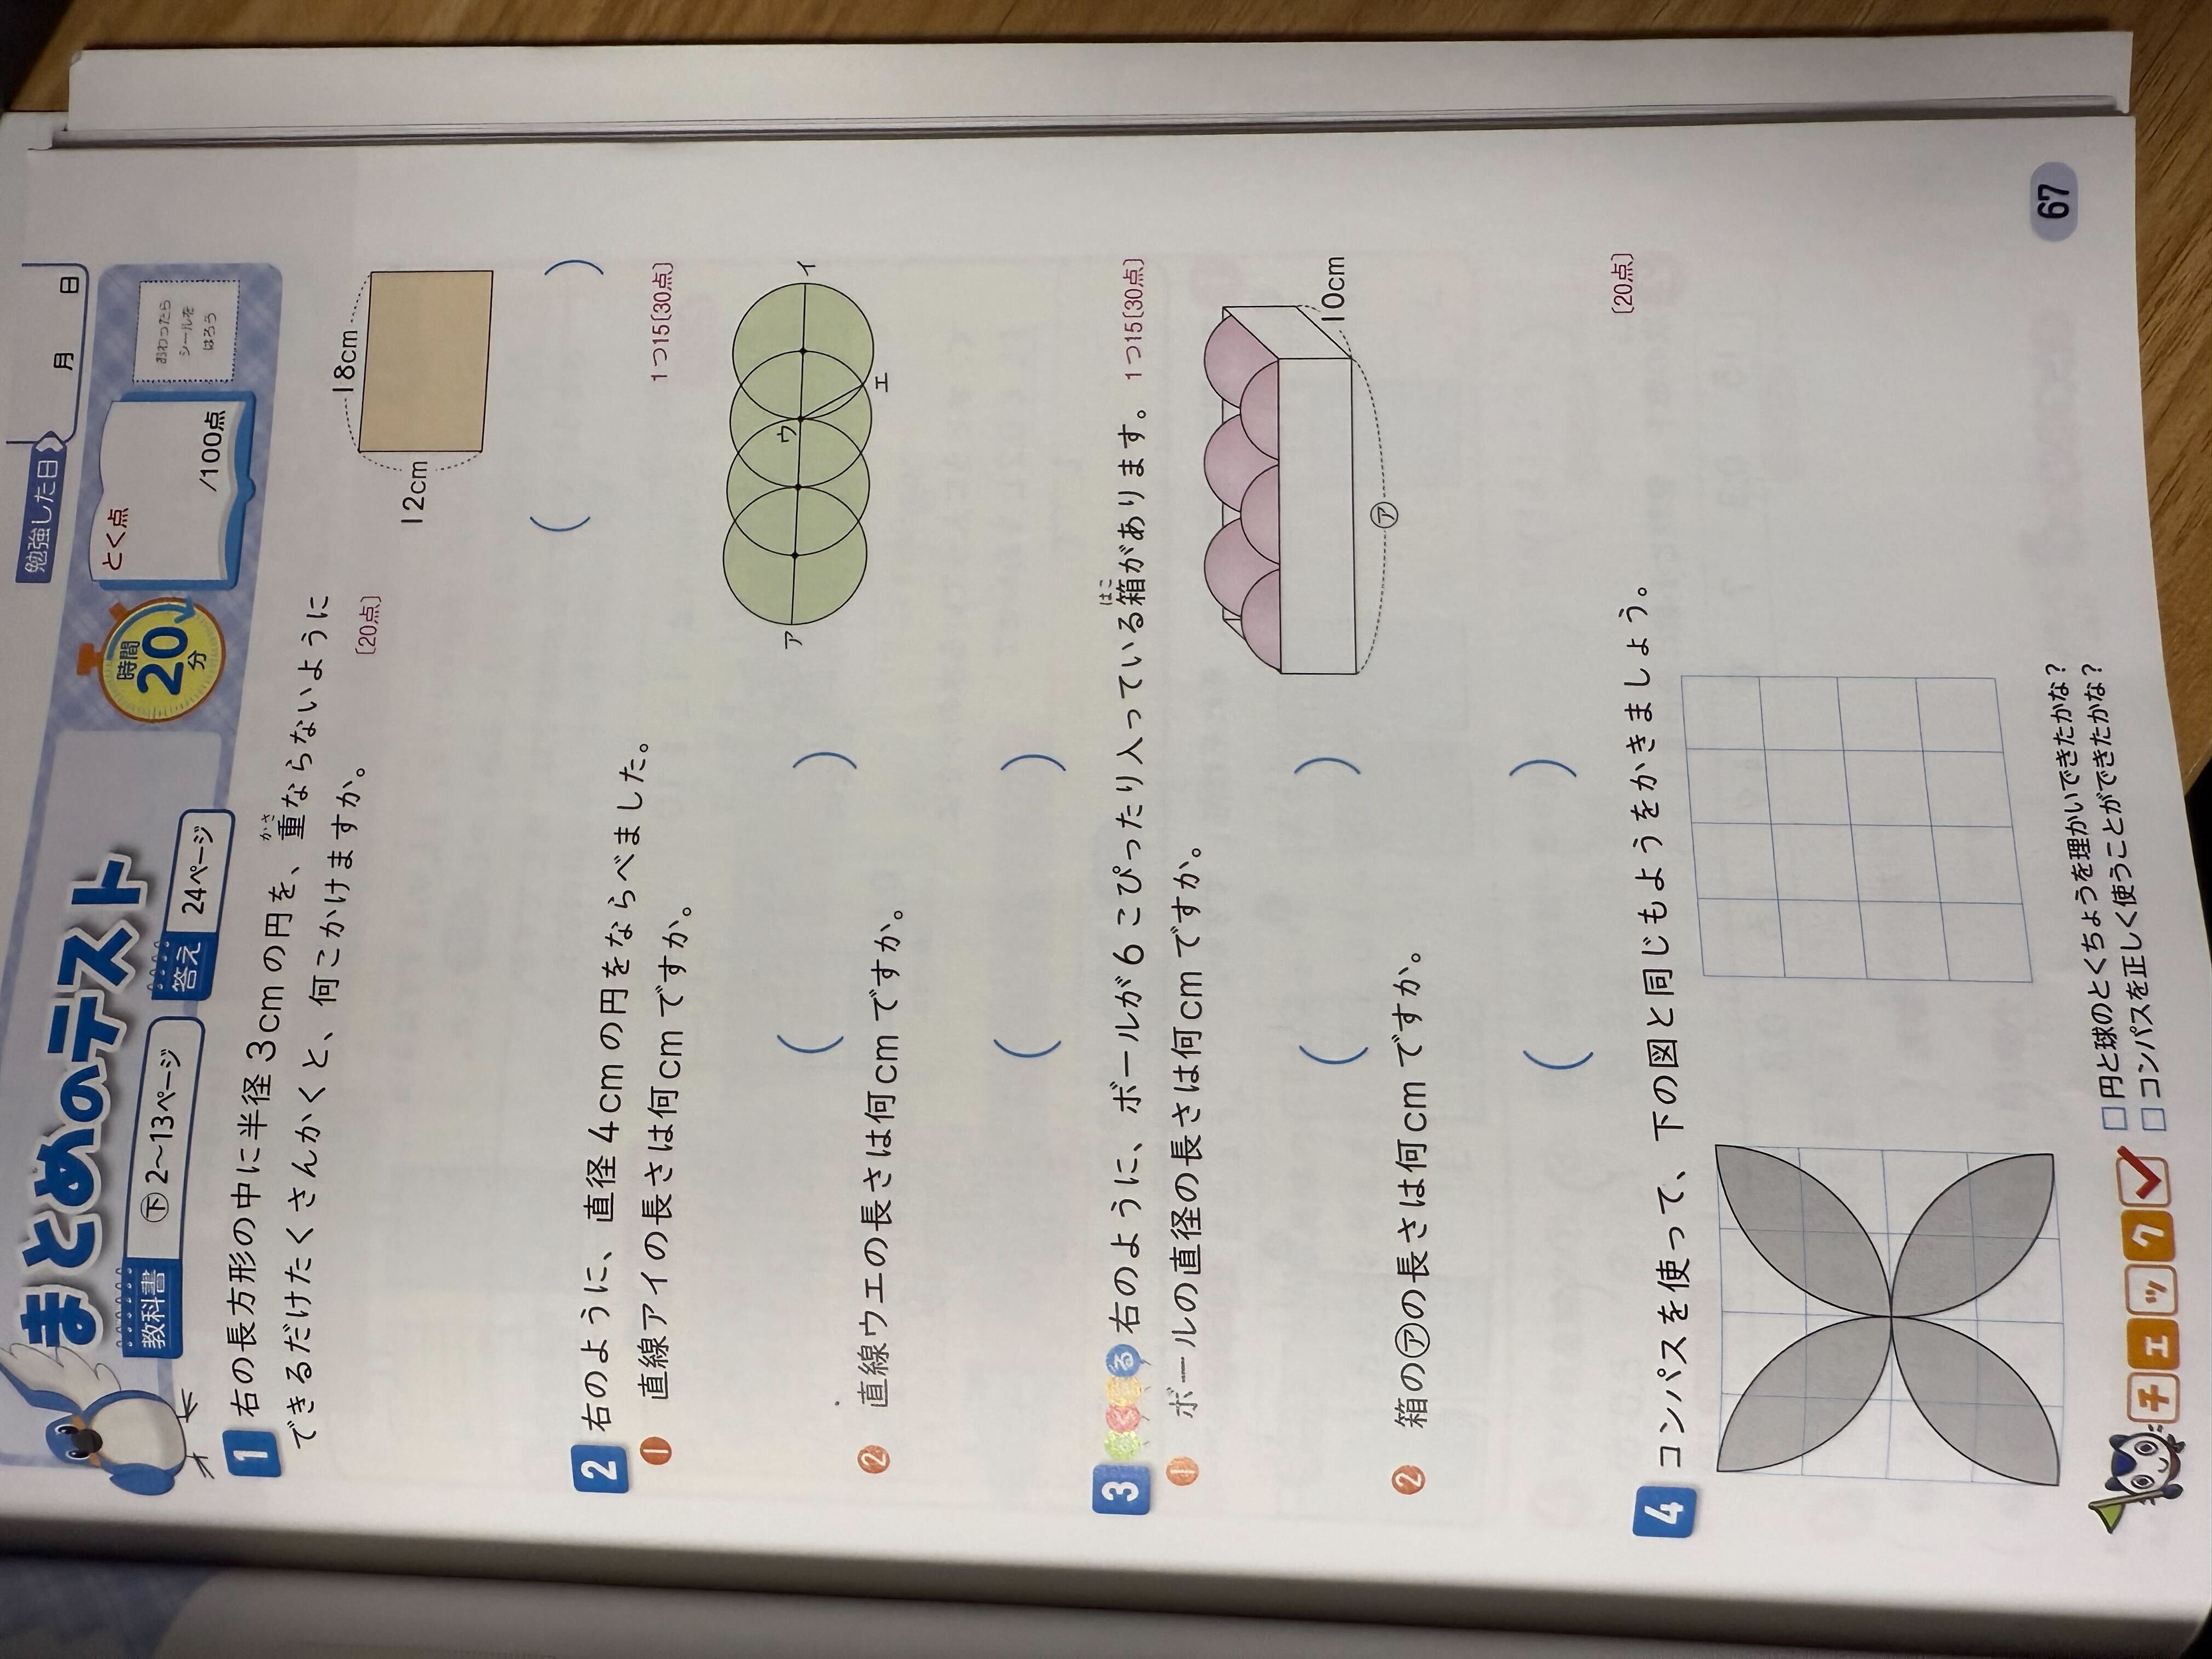 まとめのテスト
勉強した日
月　日
教科書
㊦2〜13ページ
答え
24ページ
時間
20
分
とく点
/100点
おわったら
シールを
はろう
1 右の長方形の中に半径3cmの円を、重ならないように
かさ
できるだけたくさんかくと、何こかけますか。
〔20点〕
18cm
12cm
(　　)
2 右のように、直径4cmの円をならべました。
1つ15〔30点〕
❶ 直線アイの長さは何cmですか。
(　　)
❷ 直線ウエの長さは何cmですか。
(　　)
ア
イ
ウ
エ
3 よくでる 右のように、ボールが6こぴったり入っている箱があります。
はこ
1つ15〔30点〕
❶ ボールの直径の長さは何cmですか。
(　　)
❷ 箱の㋐の長さは何cmですか。
(　　)
10cm
㋐
4 コンパスを使って、下の図と同じもようをかきましょう。
〔20点〕
チェック✓
□円と球のとくちょうを理かいできたかな？
□コンパスを正しく使うことができたかな？
67